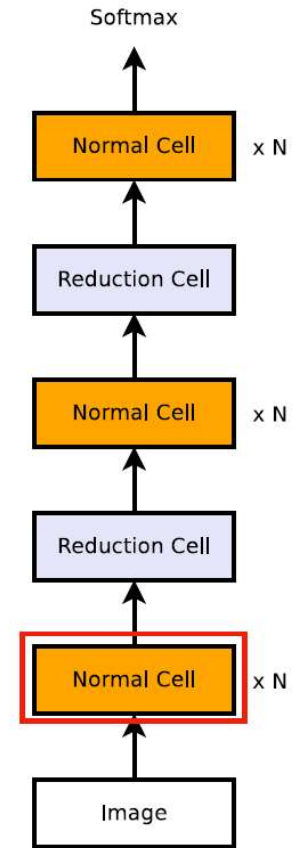 Softmax
Normal Cell x N
Reduction Cell
Normal Cell x N
Reduction Cell
Normal Cell x N
Image